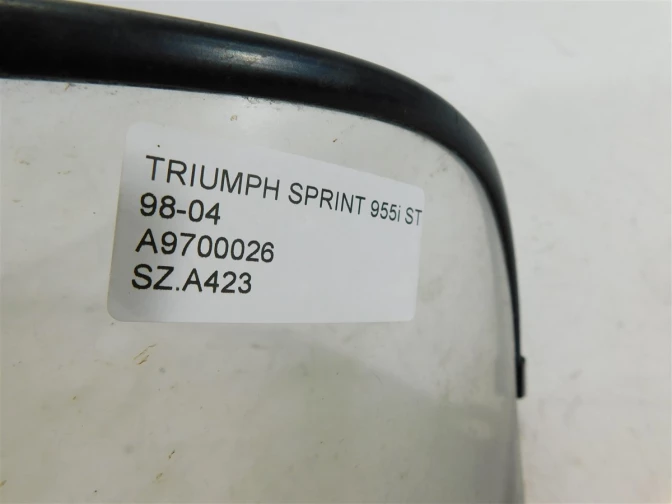 TRIUMPH SPRINT 955i ST
98-04
A9700026
SZ.A423